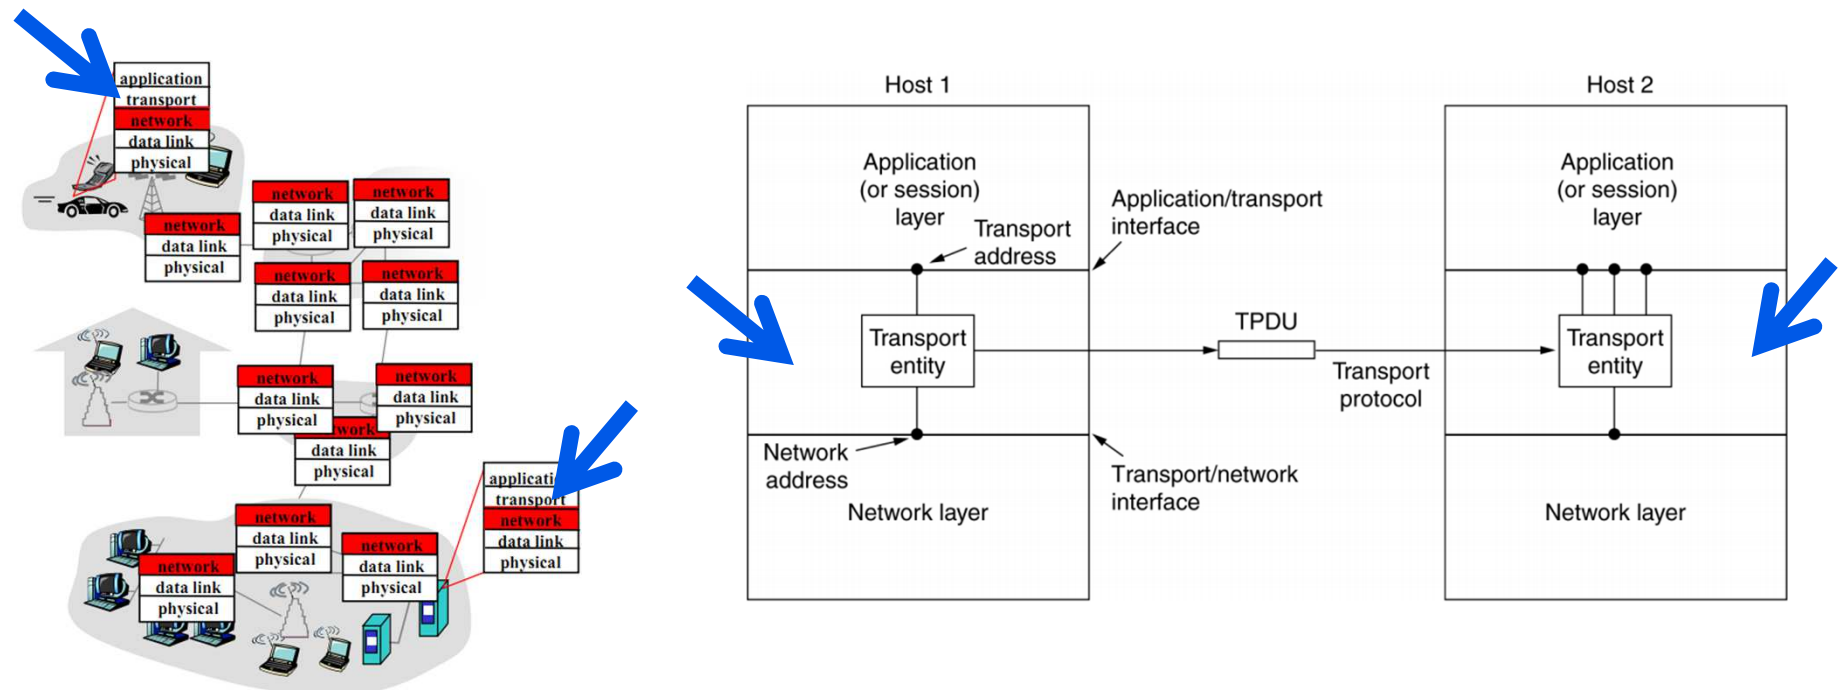 application
transport
network
data link
physical
network
data link
physical
network
data link
physical
network
data link
physical
network
data link
physical
network
data link
physical
network
data link
physical
network
data link
physical
data link
physical
transport
network
data link
physical
network
data link
physical
network
data link
physical
network
data link
physical
Host 1
Application
(or session)
layer
Transport
address
Application/transport
interface
Transport
entity
TPDU
Transport
protocol
Network
address
Transport/network
interface
Network layer
Host 2
Application
(or session)
layer
Transport
entity
Network layer